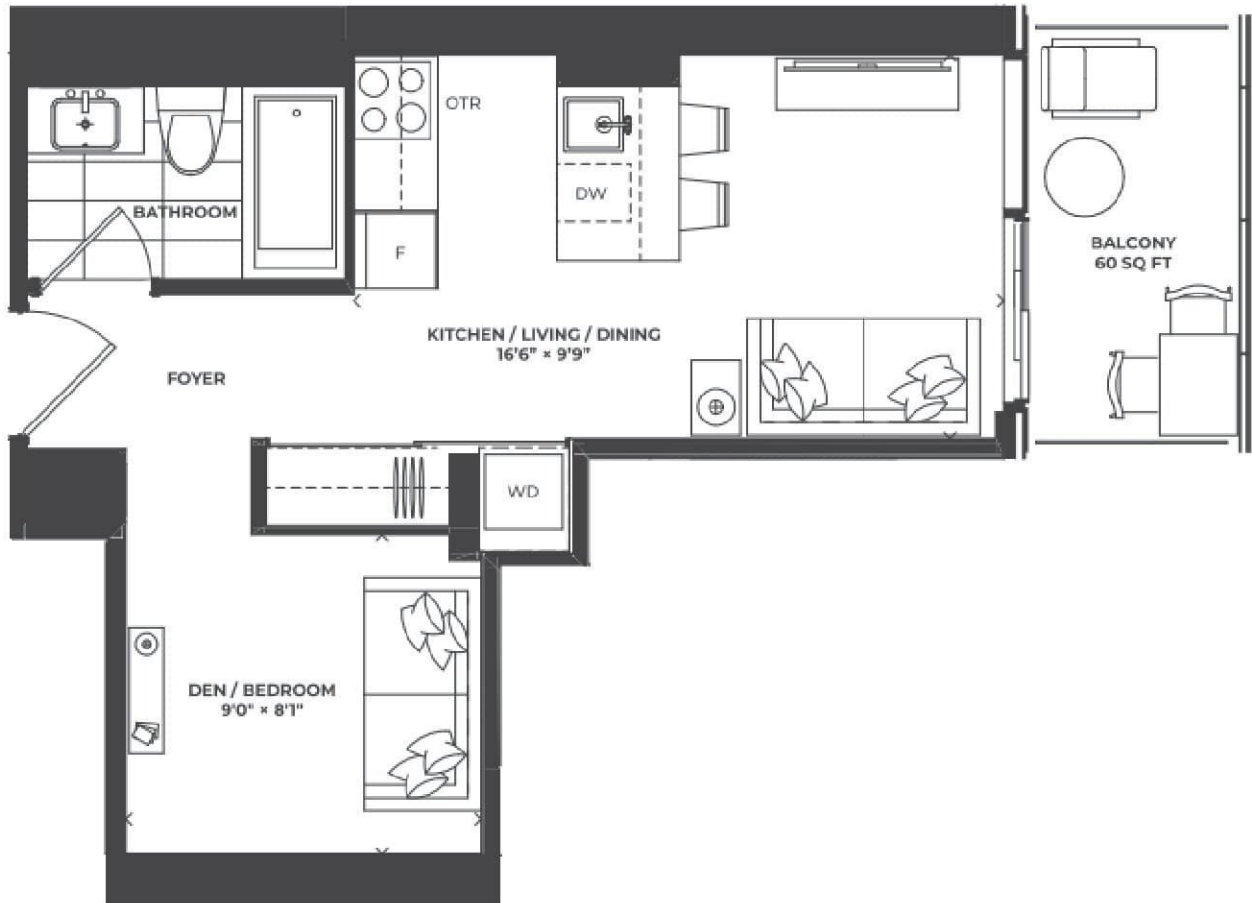 OTR
DW
BATHROOM
F
BALCONY
60 SQ FT
KITCHEN / LIVING / DINING
16'6" × 9'9"
FOYER
WD
DEN / BEDROOM
9'0" × 8'1"